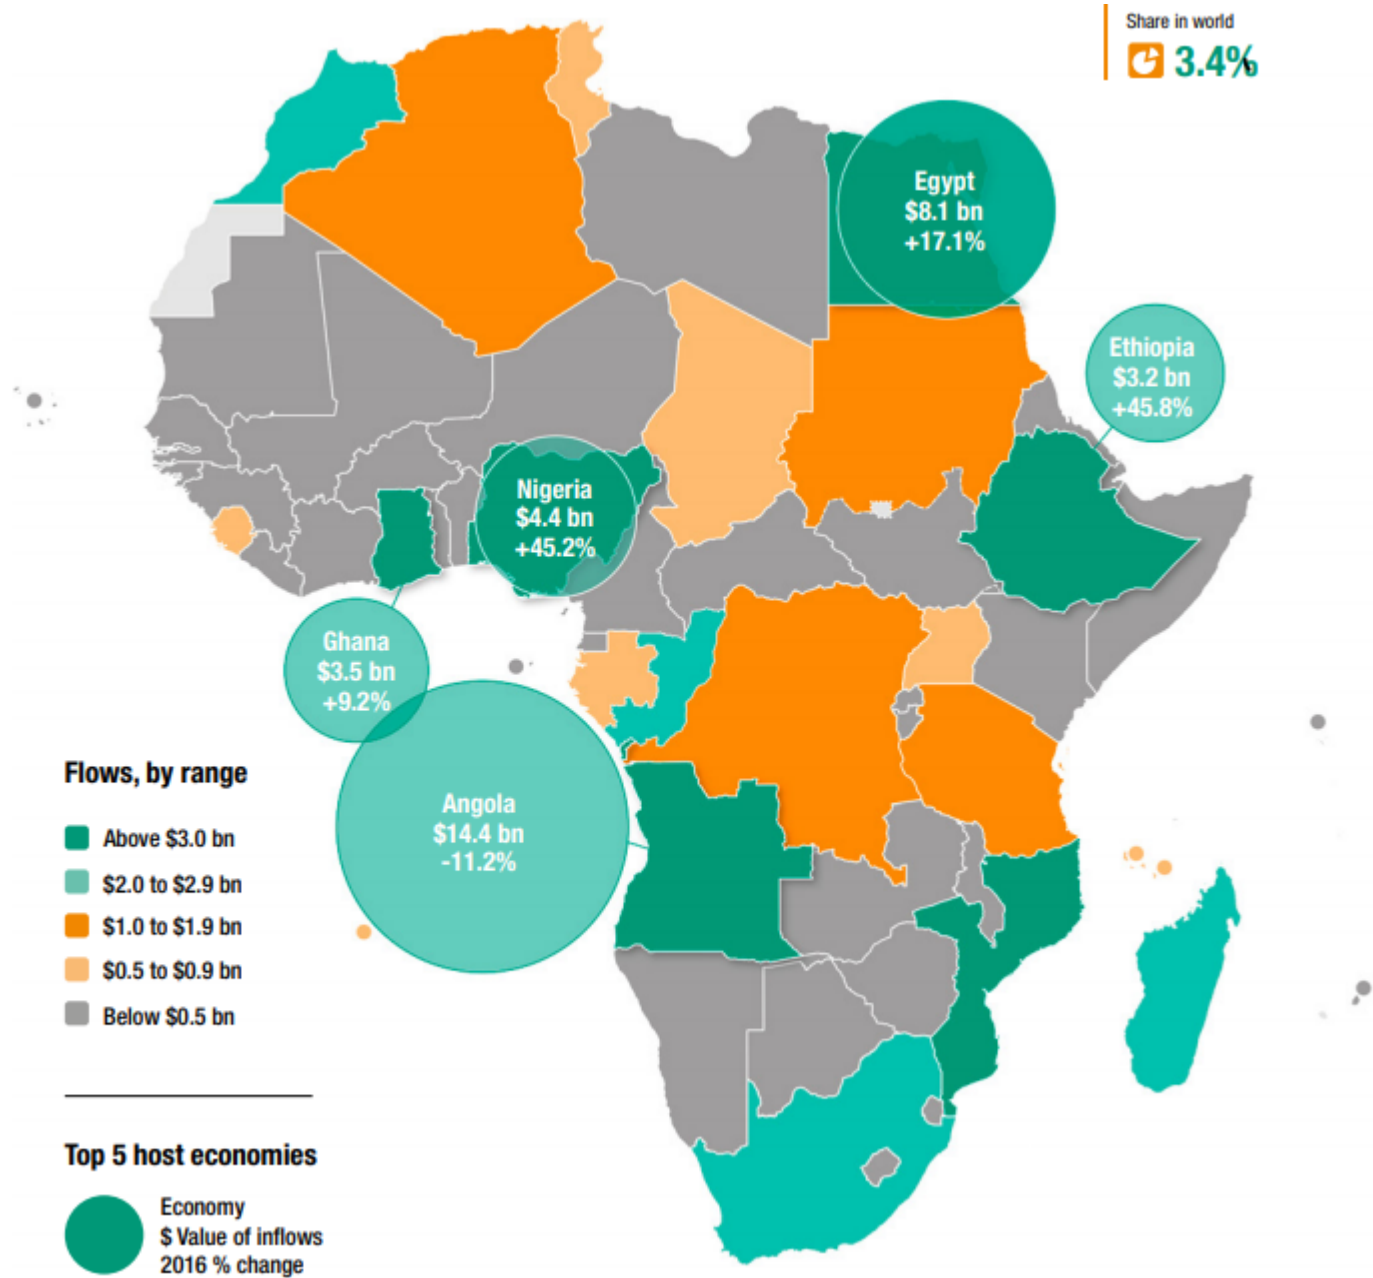 Share in world
3.4%
Egypt
$8.1 bn
+17.1%
Ethiopia
$3.2 bn
+45.8%
Nigeria
$4.4 bn
+45.2%
Ghana
$3.5 bn
+9.2%
Angola
$14.4 bn
-11.2%
Flows, by range
Above $3.0 bn
$2.0 to $2.9 bn
$1.0 to $1.9 bn
$0.5 to $0.9 bn
Below $0.5 bn
Top 5 host economies
Economy
$ Value of inflows
2016 % change